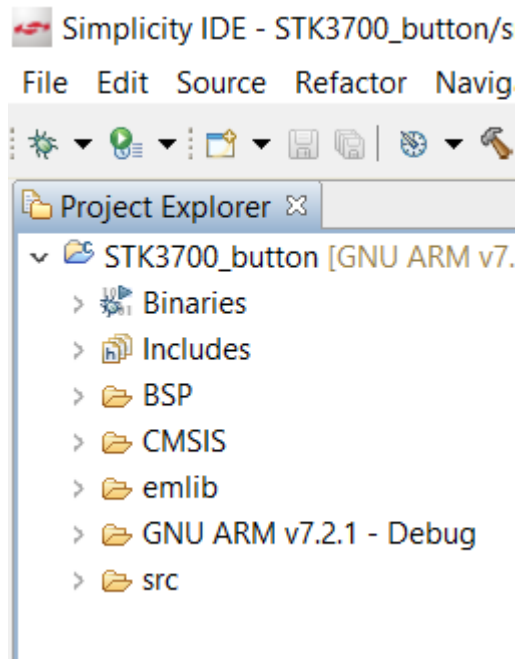 Simplicity IDE - STK3700_button/s
File Edit Source Refactor Navig
Project Explorer
STK3700_button [GNU ARM v7.
Binaries
Includes
BSP
CMSIS
emlib
GNU ARM v7.2.1 - Debug
src